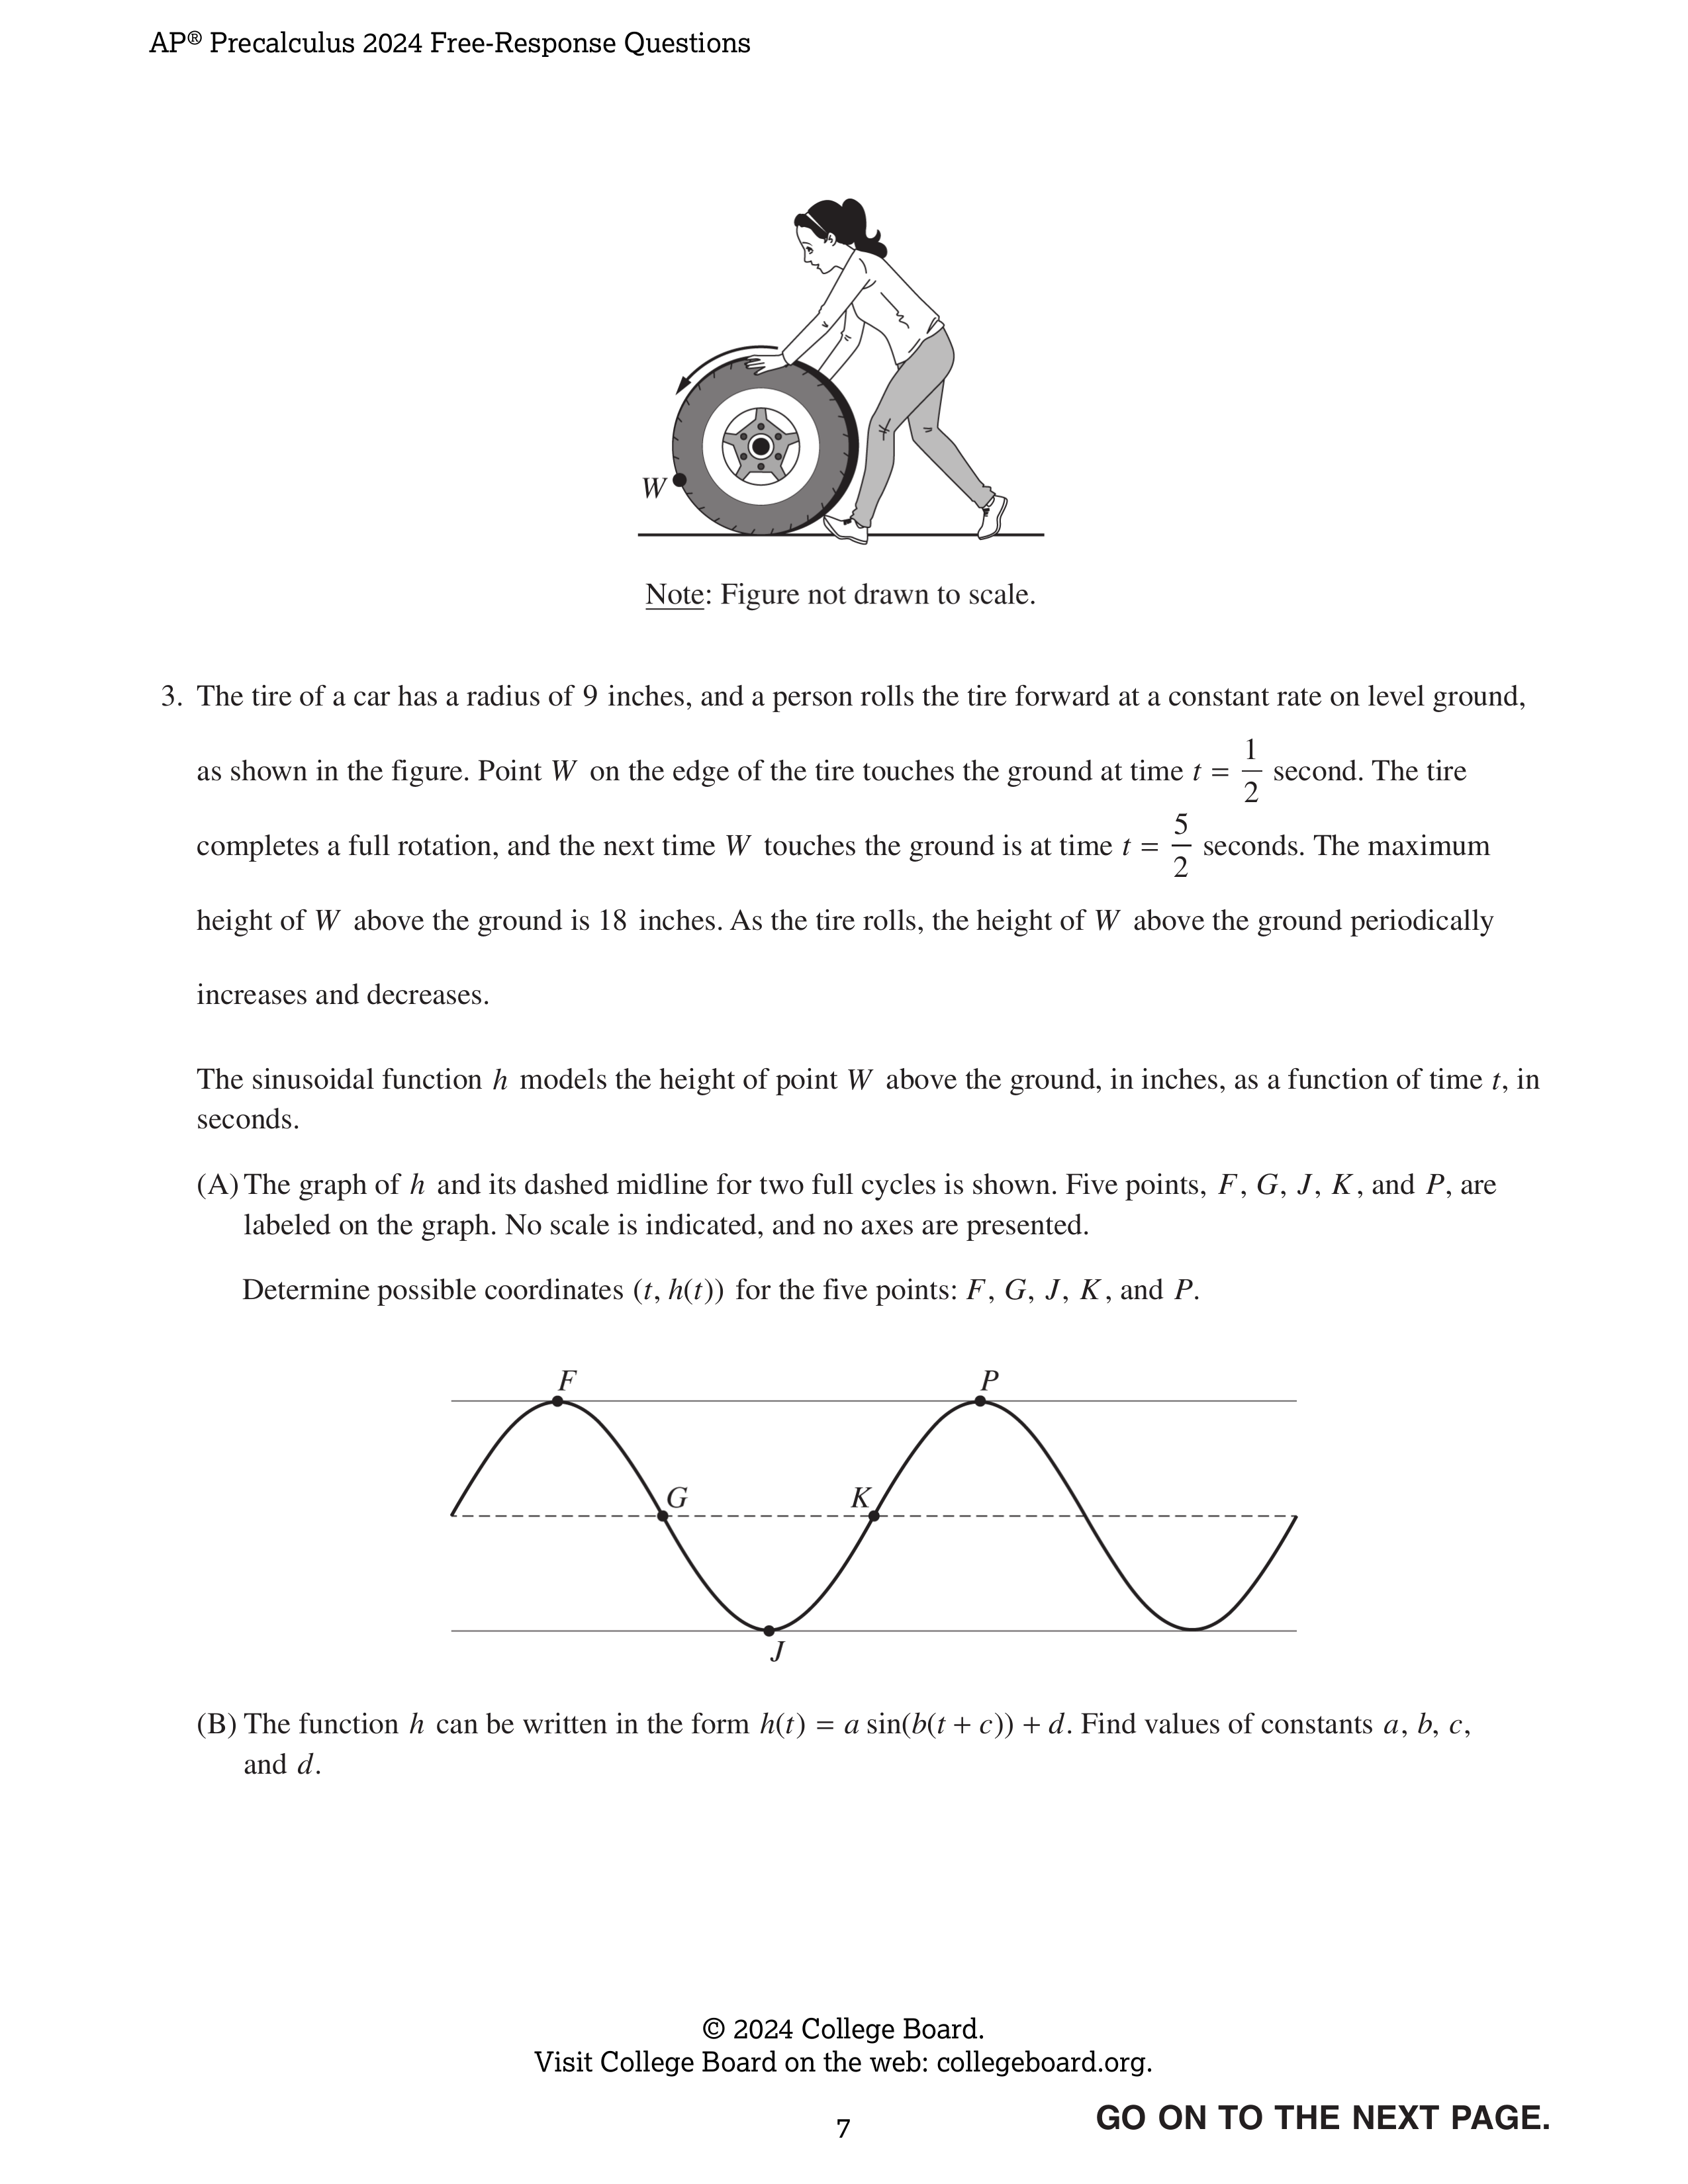 AP® Precalculus 2024 Free-Response Questions
W
Note: Figure not drawn to scale.
3. The tire of a car has a radius of 9 inches, and a person rolls the tire forward at a constant rate on level ground,
as shown in the figure. Point W on the edge of the tire touches the ground at time t = 1/2 second. The tire
completes a full rotation, and the next time W touches the ground is at time t = 5/2 seconds. The maximum
height of W above the ground is 18 inches. As the tire rolls, the height of W above the ground periodically
increases and decreases.
The sinusoidal function h models the height of point W above the ground, in inches, as a function of time t, in
seconds.
(A) The graph of h and its dashed midline for two full cycles is shown. Five points, F, G, J, K, and P, are
labeled on the graph. No scale is indicated, and no axes are presented.
Determine possible coordinates (t, h(t)) for the five points: F, G, J, K, and P.
F P
G K
J
(B) The function h can be written in the form h(t) = a sin(b(t + c)) + d. Find values of constants a, b, c,
and d.
© 2024 College Board.
Visit College Board on the web: collegeboard.org.
7
GO ON TO THE NEXT PAGE.